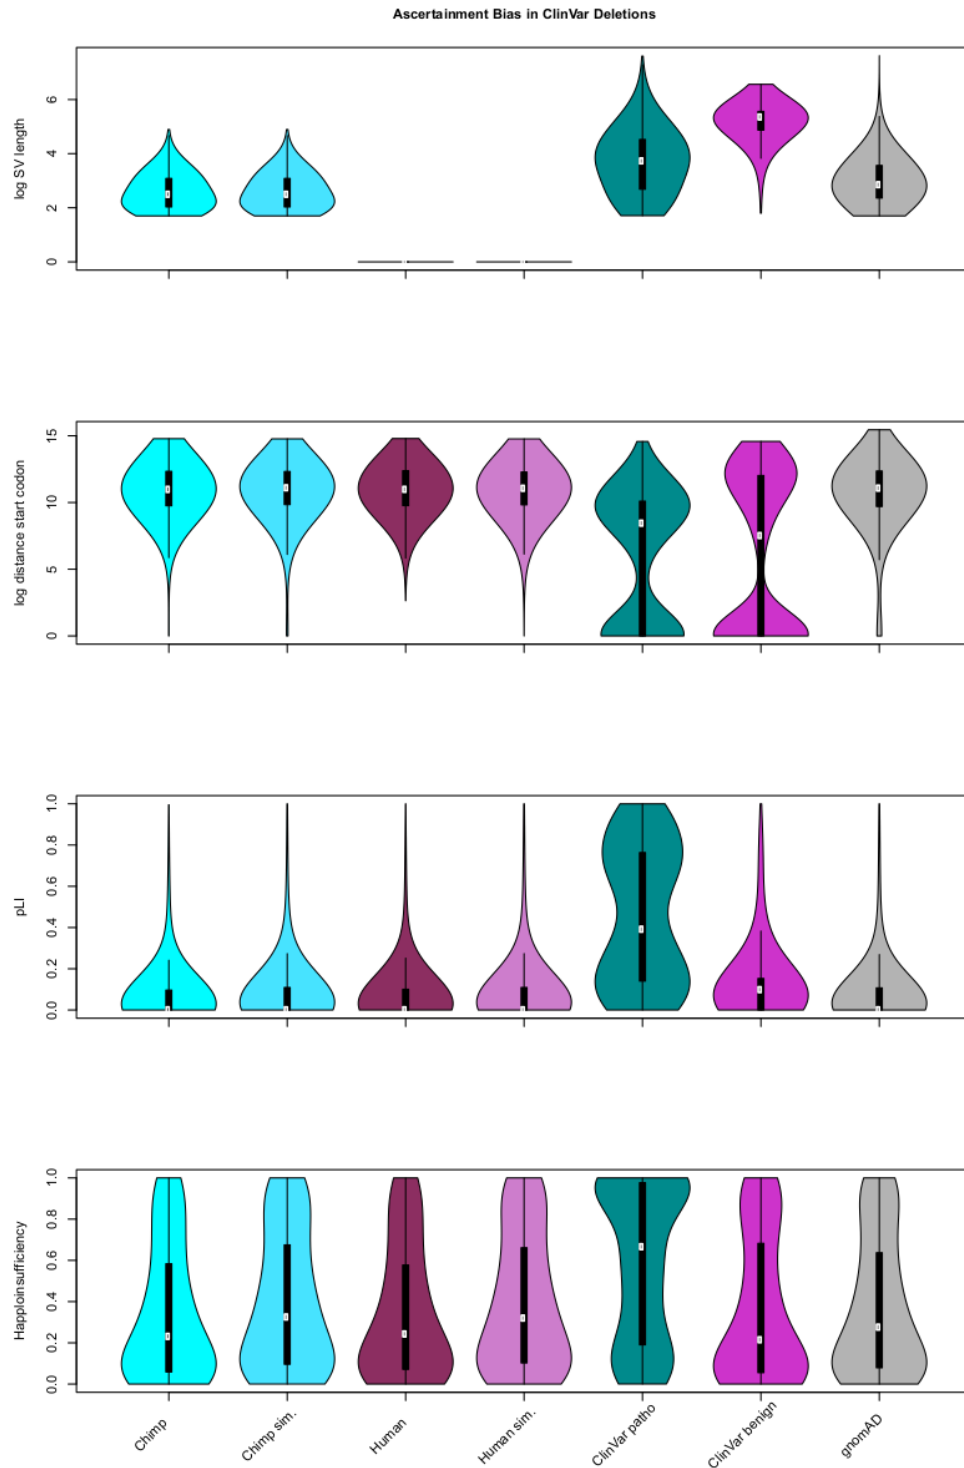 Ascertainment Bias in ClinVar Deletions
log SV length
6
4
2
0
log distance start codon
15
10
5
0
pLI
1.0
0.8
0.6
0.4
0.2
0.0
Happloinsufficiency
1.0
0.8
0.6
0.4
0.2
0.0
Chimp
Chimp sim.
Human
Human sim.
ClinVar patho
ClinVar benign
gnomAD